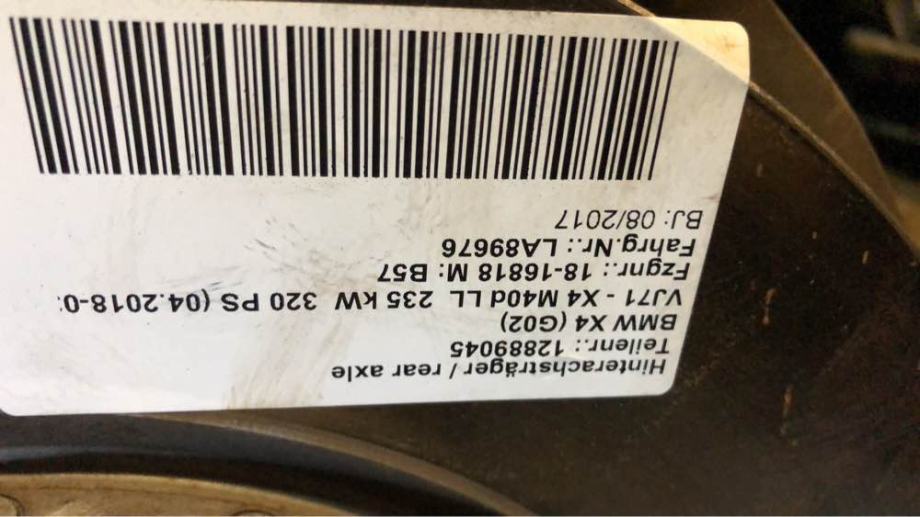 Hinterachsträger / rear axle
Teilenr.: 12889045
BMW X4 (G02)
VJ71 - X4 M40d LL 235 kW 320 PS (04.2018-0
Fzgnr.: 18-16818 M: B57
Fahrg.Nr.: LA89676
BJ: 08/2017